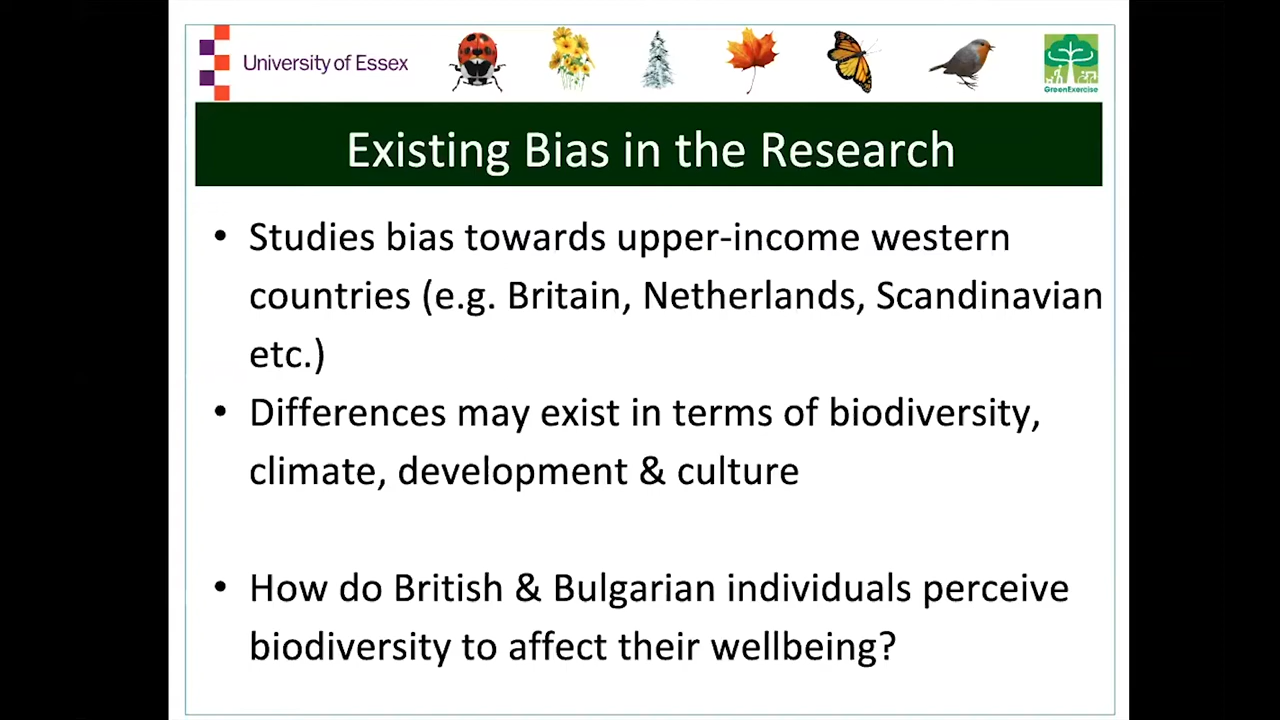 University of Essex
GreenExercise
Existing Bias in the Research
• Studies bias towards upper-income western
countries (e.g. Britain, Netherlands, Scandinavian
etc.)
• Differences may exist in terms of biodiversity,
climate, development & culture
• How do British & Bulgarian individuals perceive
biodiversity to affect their wellbeing?